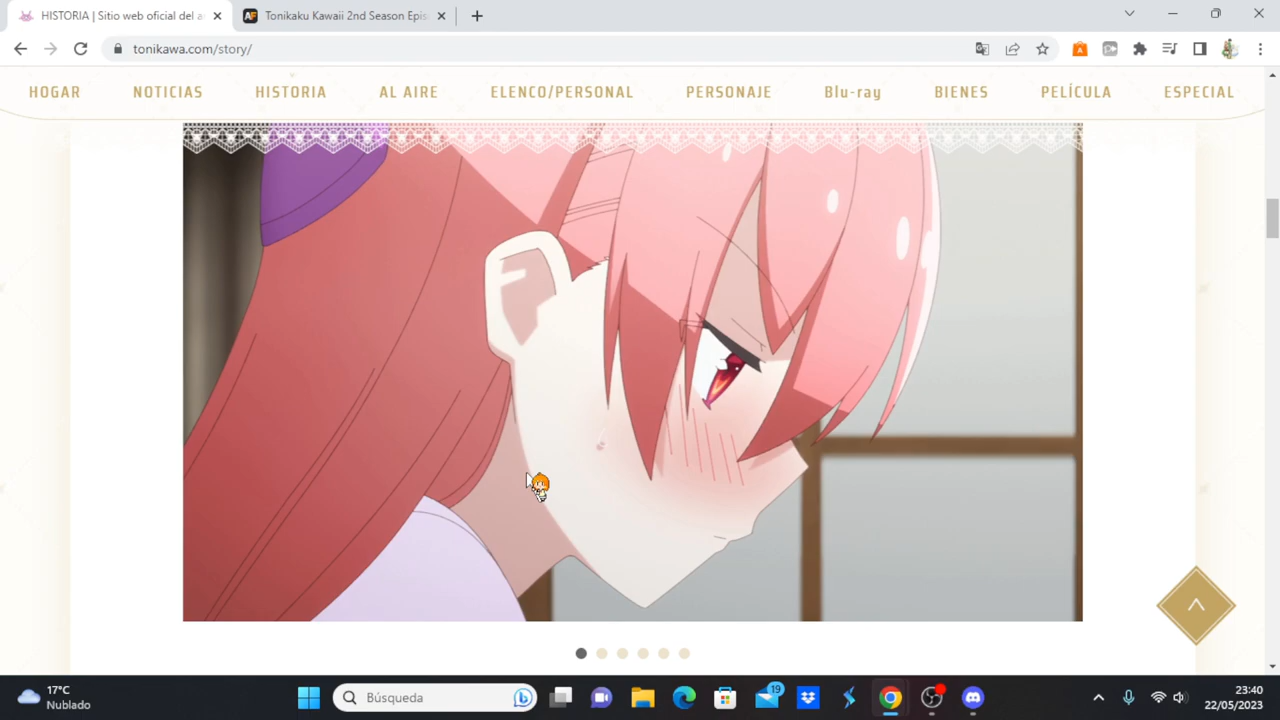 HISTORIA | Sitio web oficial del a
Tonikaku Kawaii 2nd Season Epis
tonikawa.com/story/
HOGAR NOTICIAS HISTORIA AL AIRE ELENCO/PERSONAL PERSONAJE Blu-ray BIENES PELÍCULA ESPECIAL
17°C
Nublado
Búsqueda
19
23:40
22/05/2023